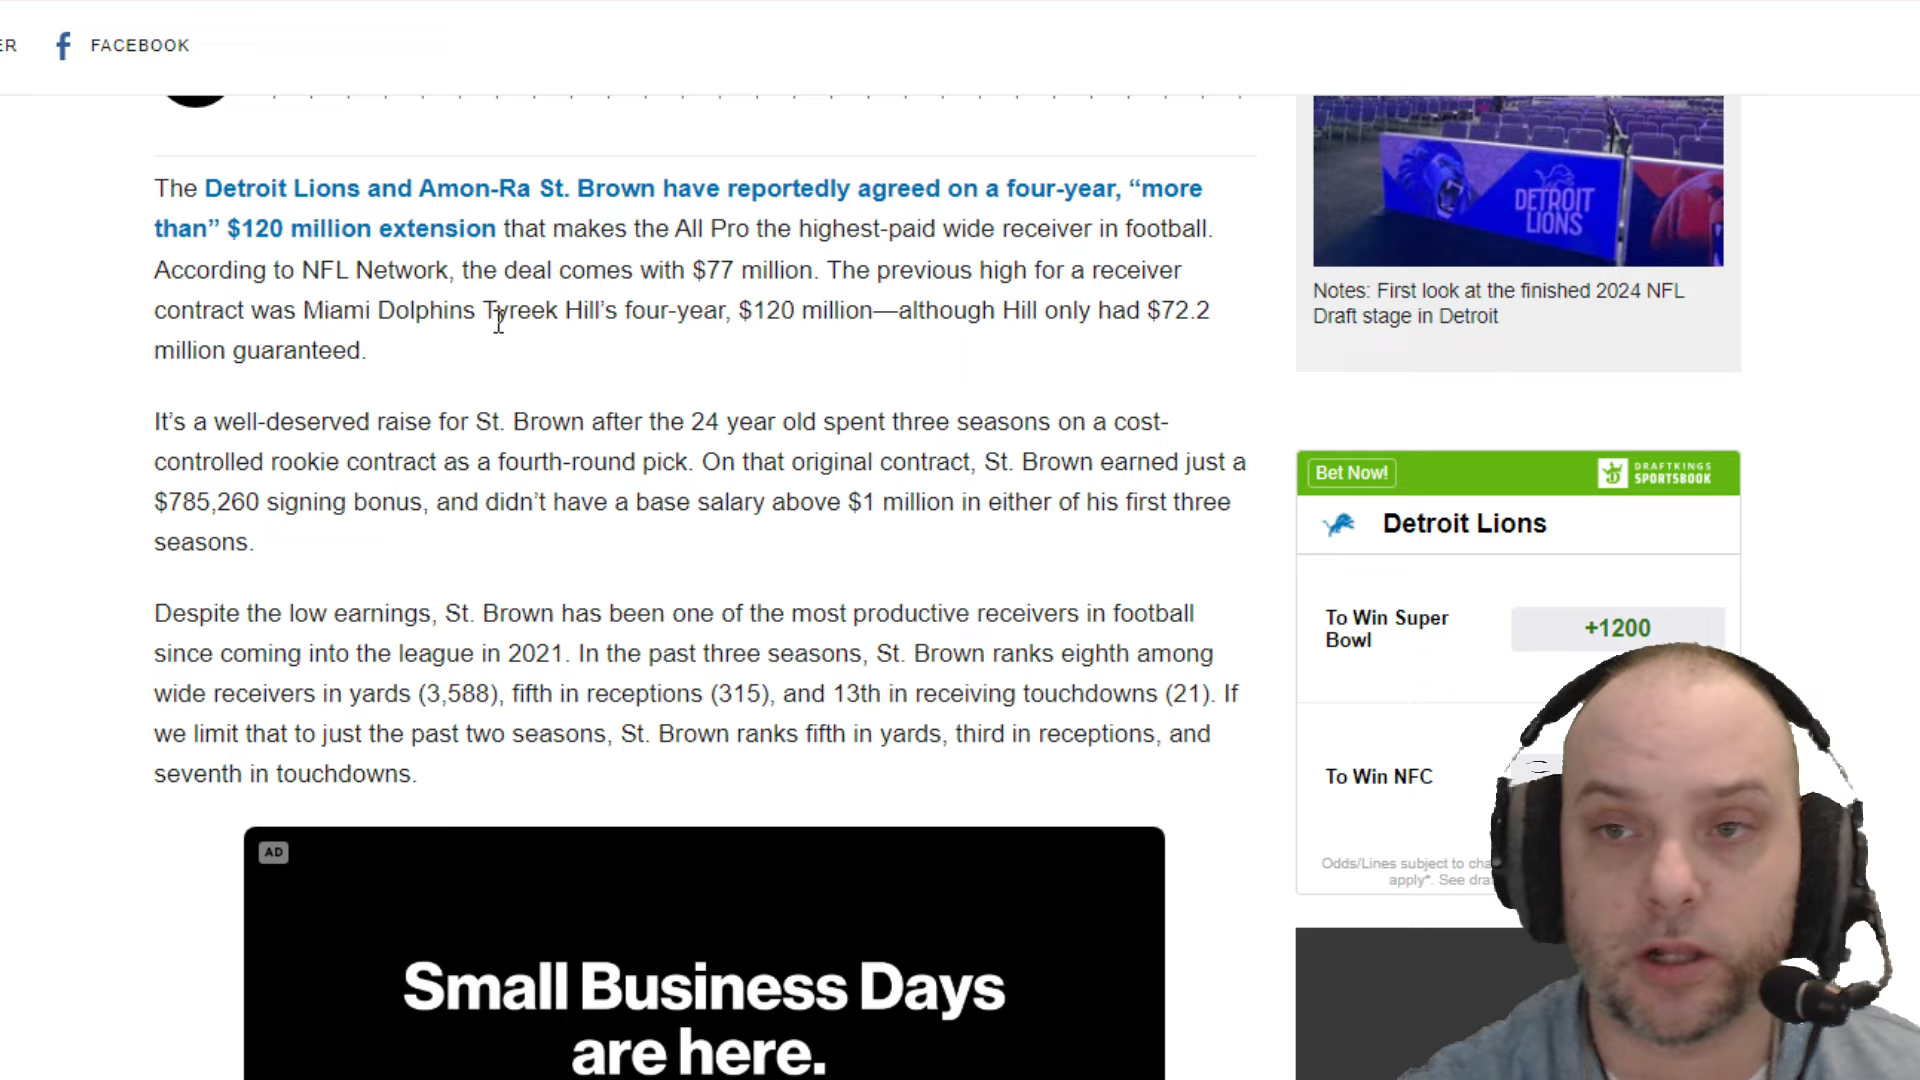 ER FACEBOOK
The Detroit Lions and Amon-Ra St. Brown have reportedly agreed on a four-year, “more
than” $120 million extension that makes the All Pro the highest-paid wide receiver in football.
According to NFL Network, the deal comes with $77 million. The previous high for a receiver
contract was Miami Dolphins Tyreek Hill’s four-year, $120 million—although Hill only had $72.2
million guaranteed.
It’s a well-deserved raise for St. Brown after the 24 year old spent three seasons on a cost-
controlled rookie contract as a fourth-round pick. On that original contract, St. Brown earned just a
$785,260 signing bonus, and didn’t have a base salary above $1 million in either of his first three
seasons.
Despite the low earnings, St. Brown has been one of the most productive receivers in football
since coming into the league in 2021. In the past three seasons, St. Brown ranks eighth among
wide receivers in yards (3,588), fifth in receptions (315), and 13th in receiving touchdowns (21). If
we limit that to just the past two seasons, St. Brown ranks fifth in yards, third in receptions, and
seventh in touchdowns.
AD
Small Business Days
are here.
DETROIT
LIONS
Notes: First look at the finished 2024 NFL
Draft stage in Detroit
Bet Now!
DRAFTKINGS
SPORTSBOOK
Detroit Lions
To Win Super
Bowl
+1200
To Win NFC
Odds/Lines subject to cha
apply*. See dra